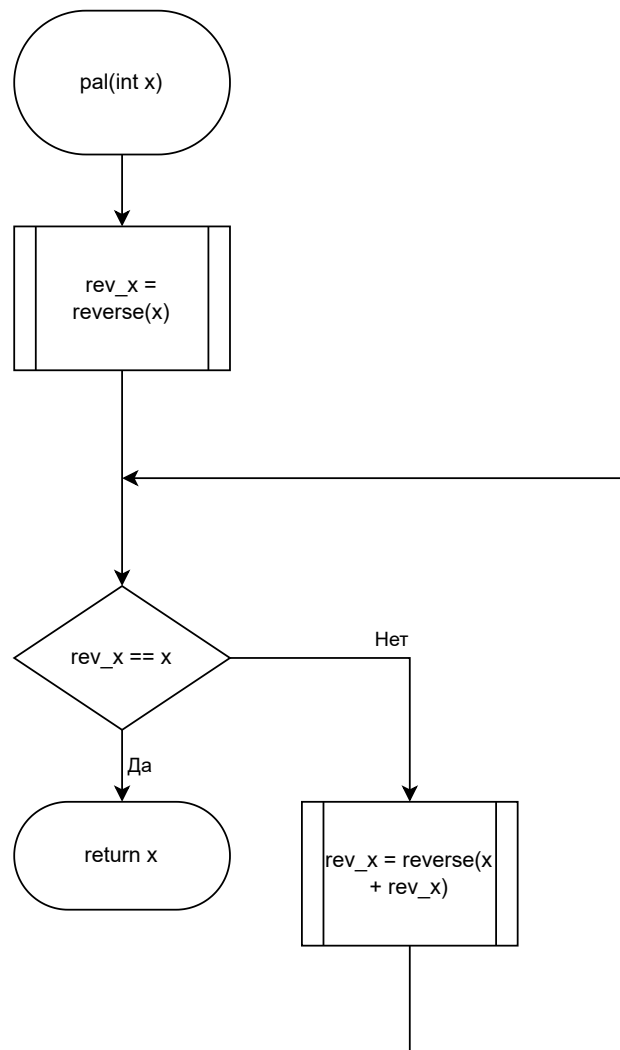 pal(int x)
rev_x =
reverse(x)
rev_x == x
Нет
Да
return x
rev_x = reverse(x
+ rev_x)